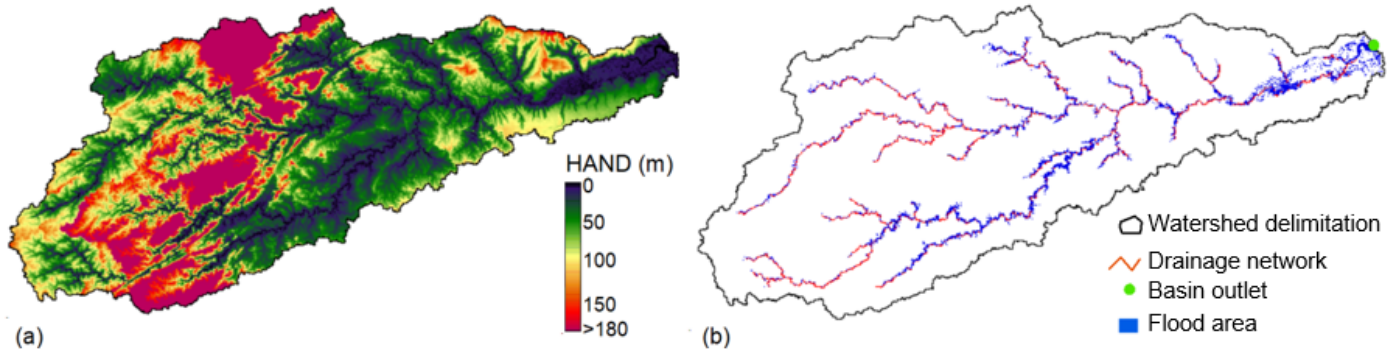 HAND (m)
0
50
100
150
>180
(a)
Watershed delimitation
Drainage network
Basin outlet
Flood area
(b)